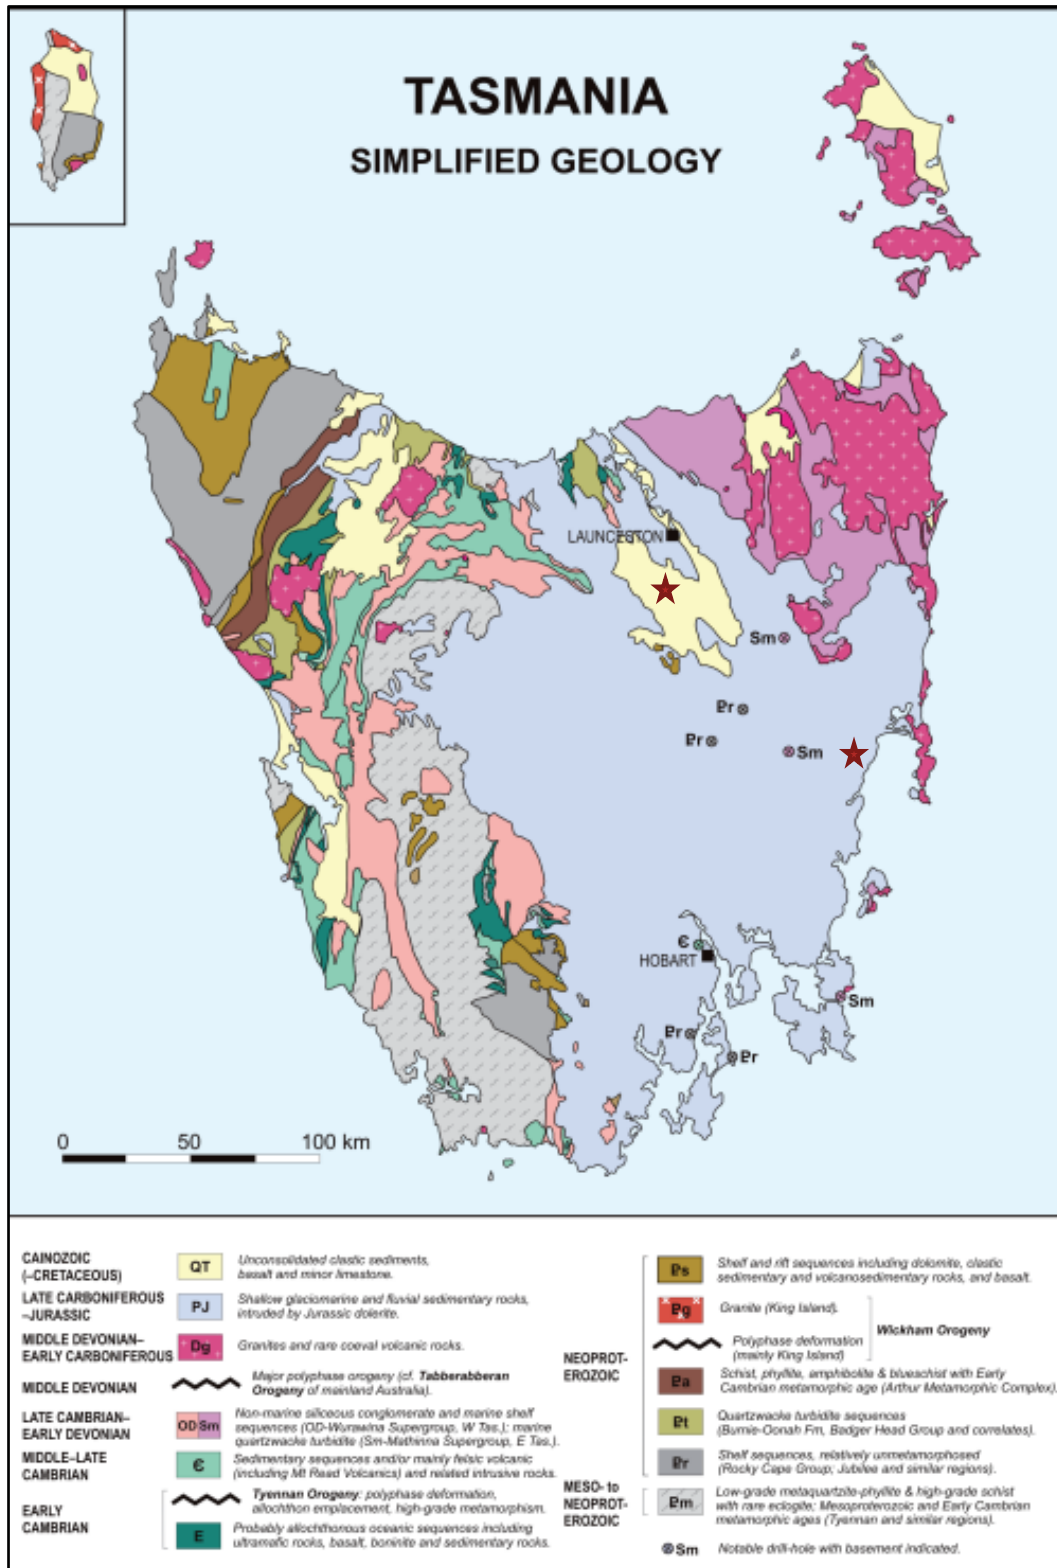 TASMANIA
SIMPLIFIED GEOLOGY
LAUNCESTON
Sm
Pr
Pr
Sm
Є
HOBART
Sm
Pr
Pr
0 50 100 km
CAINOZOIC
(–CRETACEOUS)
QT
Unconsolidated clastic sediments,
basalt and minor limestone.
LATE CARBONIFEROUS
–JURASSIC
PJ
Shallow glaciomarine and fluvial sedimentary rocks,
intruded by Jurassic dolerite.
MIDDLE DEVONIAN–
EARLY CARBONIFEROUS
Dg
Granites and rare coeval volcanic rocks.
MIDDLE DEVONIAN
Major polyphase orogeny (cf. Tabberabberan
Orogeny of mainland Australia).
LATE CAMBRIAN–
EARLY DEVONIAN
OD Sm
Non-marine siliceous conglomerate and marine shelf
sequences (OD-Wurawina Supergroup, W Tas.); marine
quartzwacke turbidite (Sm-Mathinna Supergroup, E Tas.).
MIDDLE–LATE
CAMBRIAN
Є
Sedimentary sequences and/or mainly felsic volcanic
(including Mt Read Volcanics) and related intrusive rocks.
EARLY
CAMBRIAN
Tyennan Orogeny: polyphase deformation,
allochthon emplacement, high-grade metamorphism.
E
Probably allochthonous oceanic sequences including
ultramafic rocks, basalt, boninite and sedimentary rocks.
NEOPROT-
EROZOIC
Ps
Shelf and rift sequences including dolomite, clastic
sedimentary and volcanosedimentary rocks, and basalt.
Pg
Granite (King Island).
Wickham Orogeny
Polyphase deformation
(mainly King Island)
Pa
Schist, phyllite, amphibolite & blueschist with Early
Cambrian metamorphic age (Arthur Metamorphic Complex).
Pt
Quartzwacke turbidite sequences
(Burnie-Oonah Fm, Badger Head Group and correlates).
Pr
Shelf sequences, relatively unmetamorphosed
(Rocky Cape Group; Jubilee and similar regions).
MESO- to
NEOPROT-
EROZOIC
Pm
Low-grade metaquartzite-phyllite & high-grade schist
with rare eclogite; Mesoproterozoic and Early Cambrian
metamorphic ages (Tyennan and similar regions).
Sm
Notable drill-hole with basement indicated.